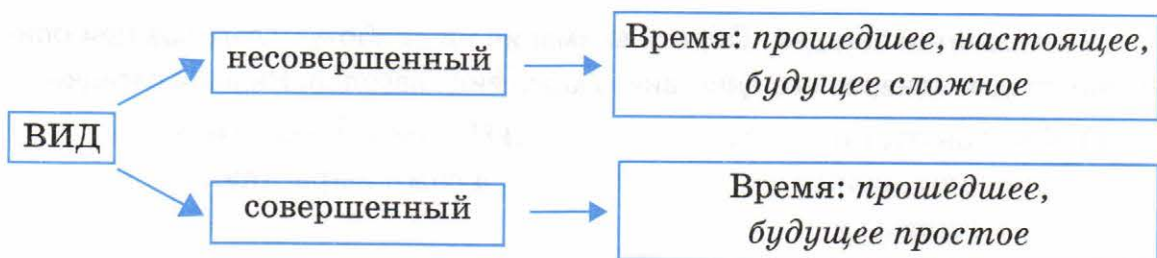 несовершенный
Время: прошедшее, настоящее,
будущее сложное
ВИД
совершенный
Время: прошедшее,
будущее простое